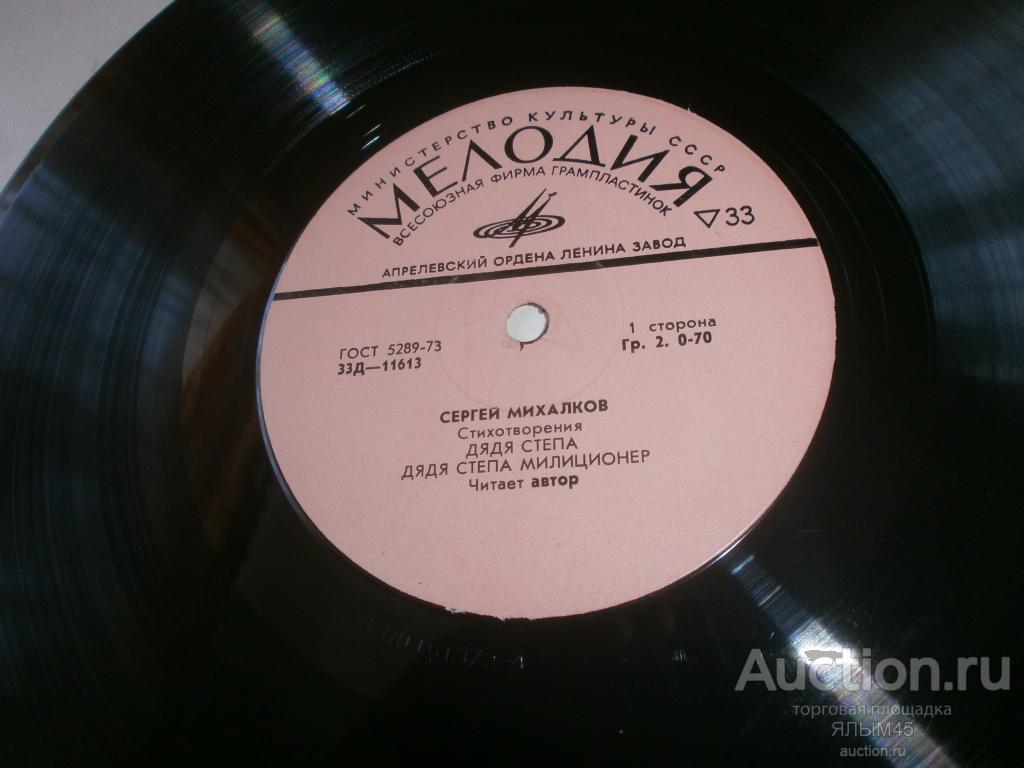 МИНИСТЕРСТВО КУЛЬТУРЫ СССР
МЕЛОДИЯ
ВСЕСОЮЗНАЯ ФИРМА ГРАМПЛАСТИНОК
33
АПРЕЛЕВСКИЙ ОРДЕНА ЛЕНИНА ЗАВОД
ГОСТ 5289-73
33Д—11613
1 сторона
Гр. 2. 0-70
СЕРГЕЙ МИХАЛКОВ
Стихотворения
ДЯДЯ СТЕПА
ДЯДЯ СТЕПА МИЛИЦИОНЕР
Читает автор
Auction.ru
торговая площадка
ЯЛЫМ45
auction.ru